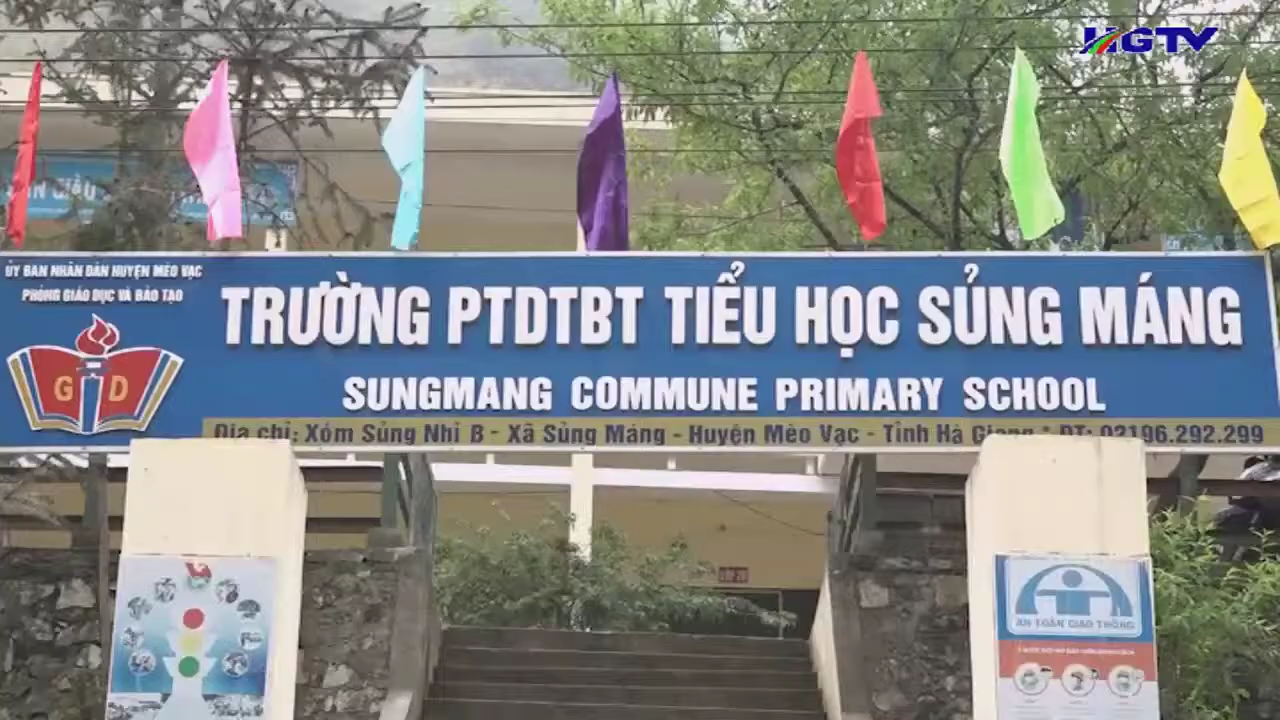 HGTV
ỦY BAN NHÂN DÂN HUYỆN MÈO VẠC
PHÒNG GIÁO DỤC VÀ ĐÀO TẠO
TRƯỜNG PTDTBT TIỂU HỌC SỦNG MÁNG
SUNGMANG COMMUNE PRIMARY SCHOOL
GD
Địa chỉ: Xóm Sủng Nhỉ B - Xã Sủng Máng - Huyện Mèo Vạc - Tỉnh Hà Giang * ĐT: 02196.292.299
AN TOÀN GIAO THÔNG